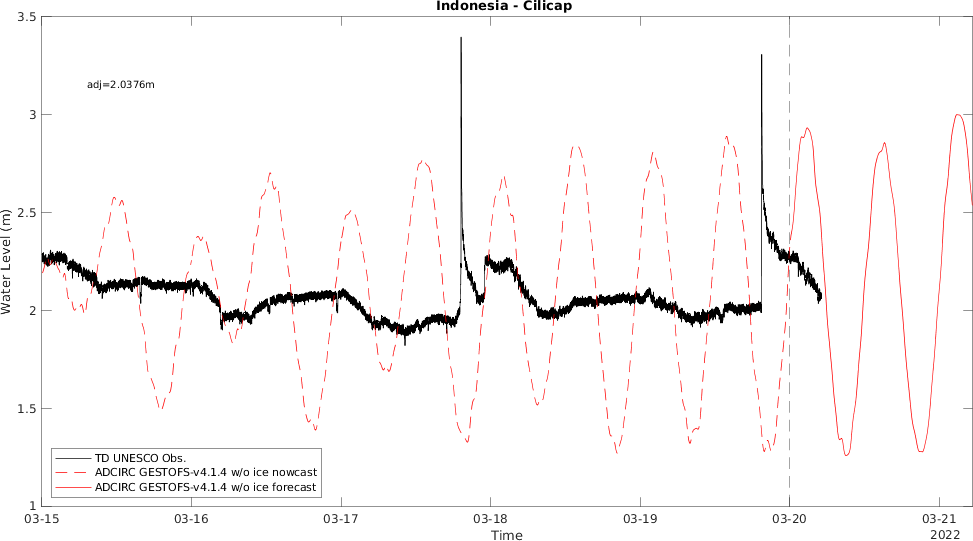 Indonesia - Cilicap
adj=2.0376m
Water Level (m)
3.5
3
2.5
2
1.5
1
TD UNESCO Obs.
ADCIRC GESTOFS-v4.1.4 w/o ice nowcast
ADCIRC GESTOFS-v4.1.4 w/o ice forecast
03-15 03-16 03-17 03-18 03-19 03-20 03-21
Time
2022